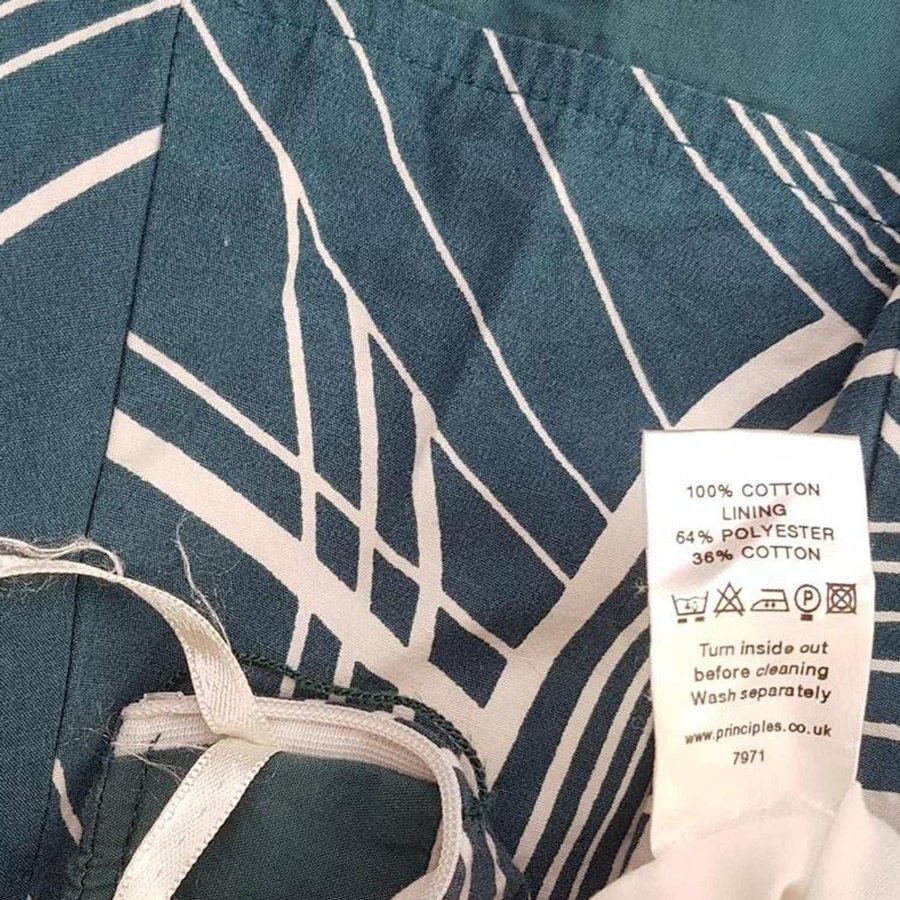 100% COTTON
LINING
64% POLYESTER
36% COTTON
40 P
Turn inside out
before cleaning
Wash separately
www.principles.co.uk
7971